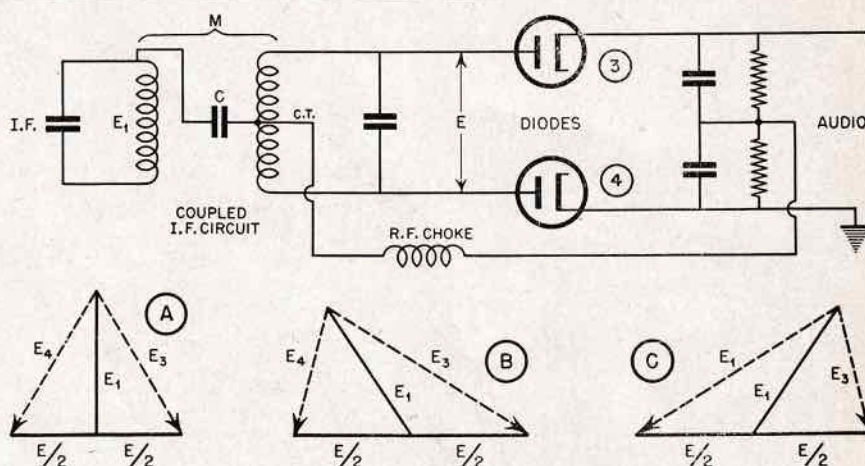 M
I.F.
E₁
C
C.T.
E
DIODES
3
4
AUDIO
COUPLED
I.F. CIRCUIT
R.F. CHOKE
A
E₄
E₃
E₁
E/2 E/2
B
E₄
E₃
E₁
E/2 E/2
C
E₁
E₁
E₃
E/2 E/2